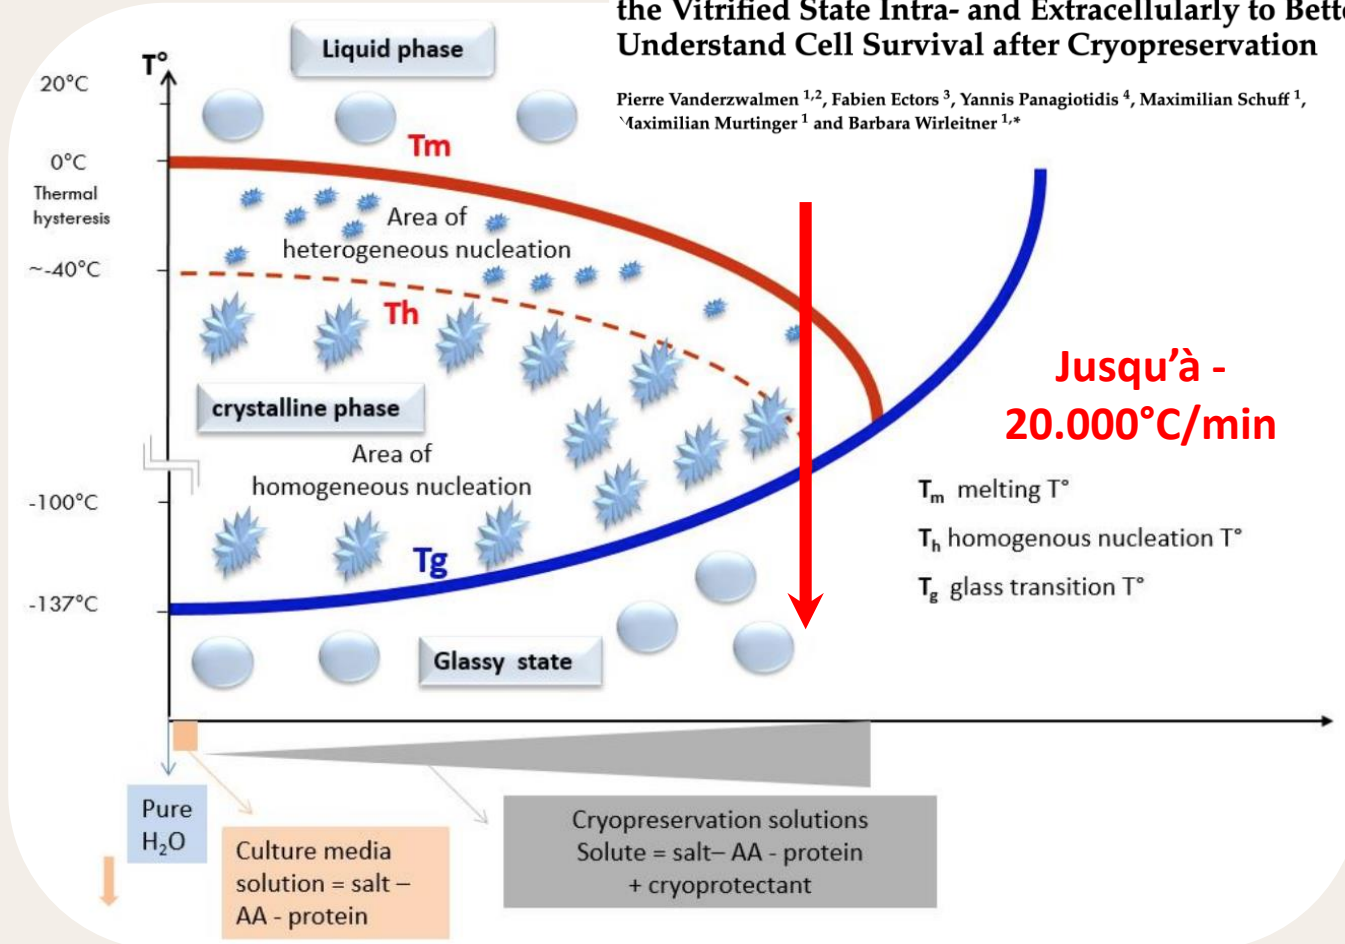 the Vitrified State Intra- and Extracellularly to Bette
Understand Cell Survival after Cryopreservation
Pierre Vanderzwalmen 1,2, Fabien Ectors 3, Yannis Panagiotidis 4, Maximilian Schuff 1,
Maximilian Murtinger 1 and Barbara Wirleitner 1,*
Liquid phase
T°
20°C
Tm
0°C
Thermal
hysteresis
Area of
heterogeneous nucleation
~-40°C
Th
Jusqu'à -
20.000°C/min
crystalline phase
Area of
homogeneous nucleation
-100°C
Tm melting T°
Th homogenous nucleation T°
Tg glass transition T°
Tg
-137°C
Glassy state
Pure
H2O
Culture media
solution = salt –
AA - protein
Cryopreservation solutions
Solute = salt– AA - protein
+ cryoprotectant